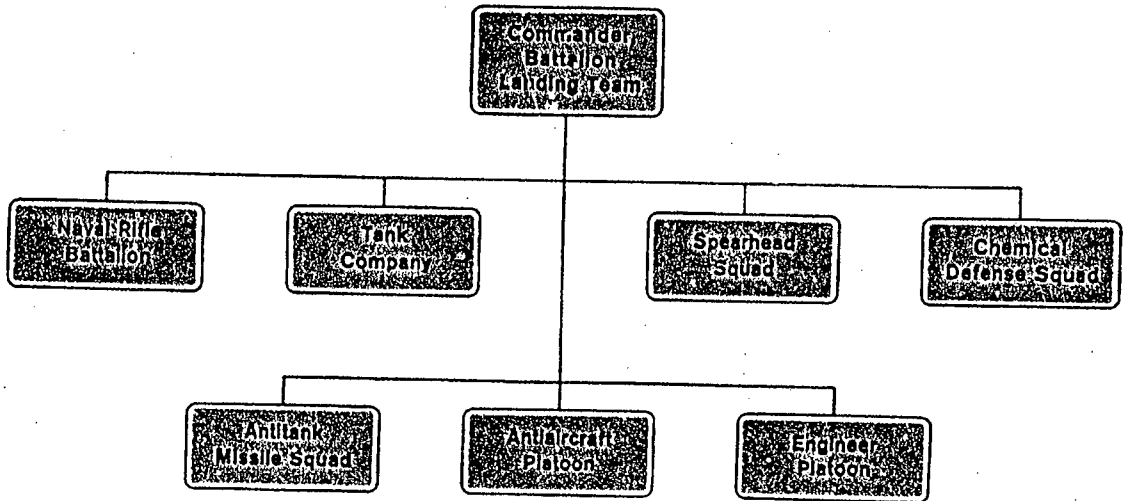 Commander,
Battalion
Landing Team
Naval Rifle
Battalion
Tank
Company
Spearhead
Squad
Chemical
Defense Squad
Antitank
Missile Squad
Antiaircraft
Platoon
Engineer
Platoon